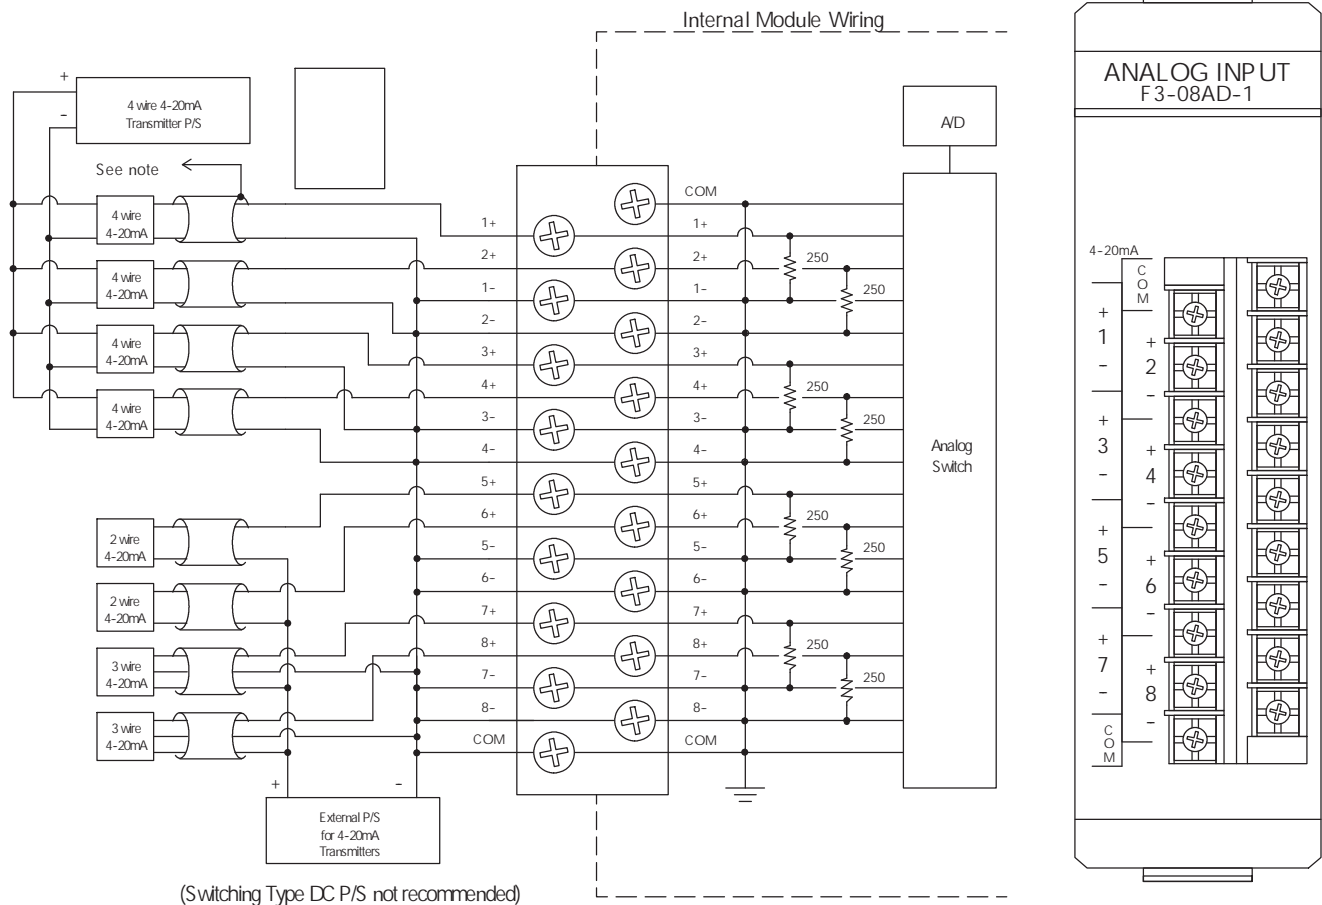 Internal Module Wiring
+
-
4 wire 4-20mA
Transmitter P/S
See note
4 wire
4-20mA
4 wire
4-20mA
4 wire
4-20mA
4 wire
4-20mA
2 wire
4-20mA
2 wire
4-20mA
3 wire
4-20mA
3 wire
4-20mA
1+
2+
1-
2-
3+
4+
3-
4-
5+
6+
5-
6-
7+
8+
7-
8-
COM
+
-
External P/S
for 4-20mA
Transmitters
(Switching Type DC P/S not recommended)
COM
1+
2+
1-
2-
3+
4+
3-
4-
5+
6+
5-
6-
7+
8+
7-
8-
COM
250
250
250
250
250
250
250
250
A/D
Analog
Switch
ANALOG INPUT
F3-08AD-1
4-20mA
C
O
M
+
1
-
+
2
-
+
3
-
+
4
-
+
5
-
+
6
-
+
7
-
+
8
-
C
O
M